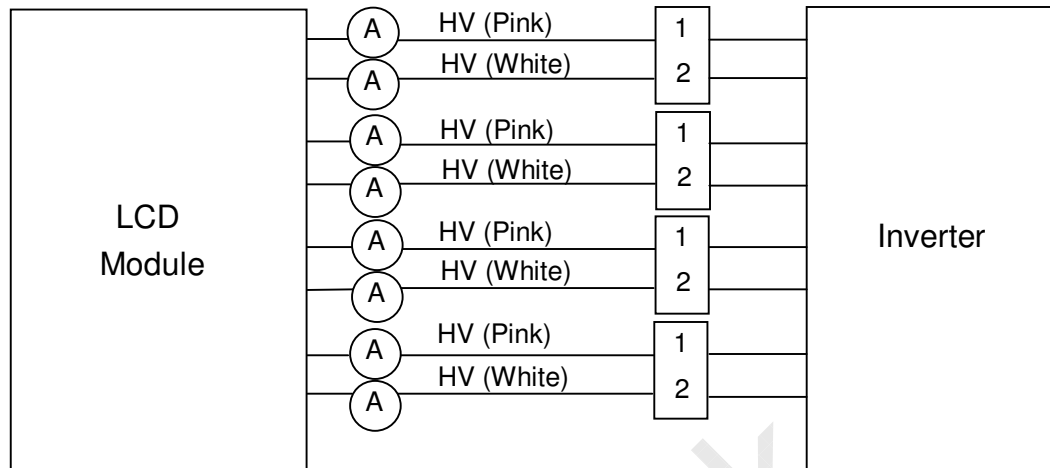 A HV (Pink) 1
A HV (White) 2
A HV (Pink) 1
A HV (White) 2
LCD
Module
A HV (Pink) 1
A HV (White) 2
Inverter
A HV (Pink) 1
A HV (White) 2